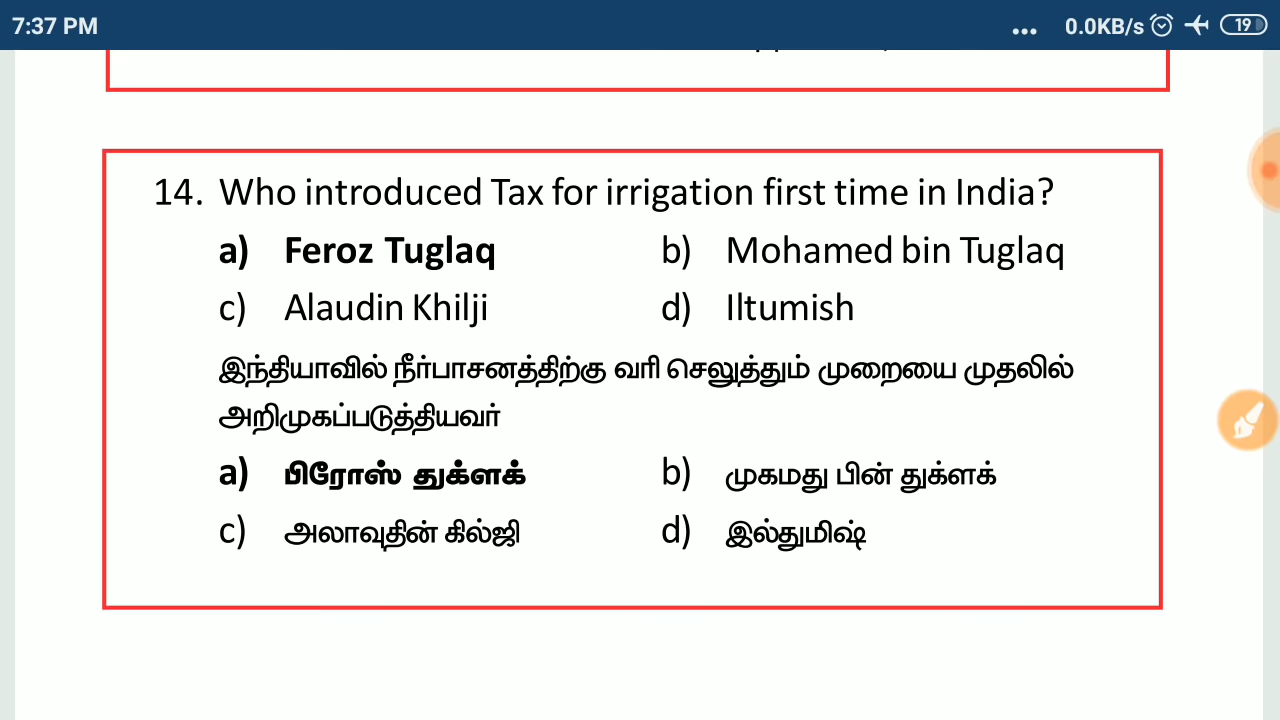 7:37 PM ... 0.0KB/s 19
14. Who introduced Tax for irrigation first time in India?
a) Feroz Tuglaq b) Mohamed bin Tuglaq
c) Alaudin Khilji d) Iltumish
இந்தியாவில் நீர்பாசனத்திற்கு வரி செலுத்தும் முறையை முதலில்
அறிமுகப்படுத்தியவர்
a) பிரோஸ் துக்ளக் b) முகமது பின் துக்ளக்
c) அலாவுதின் கில்ஜி d) இல்துமிஷ்